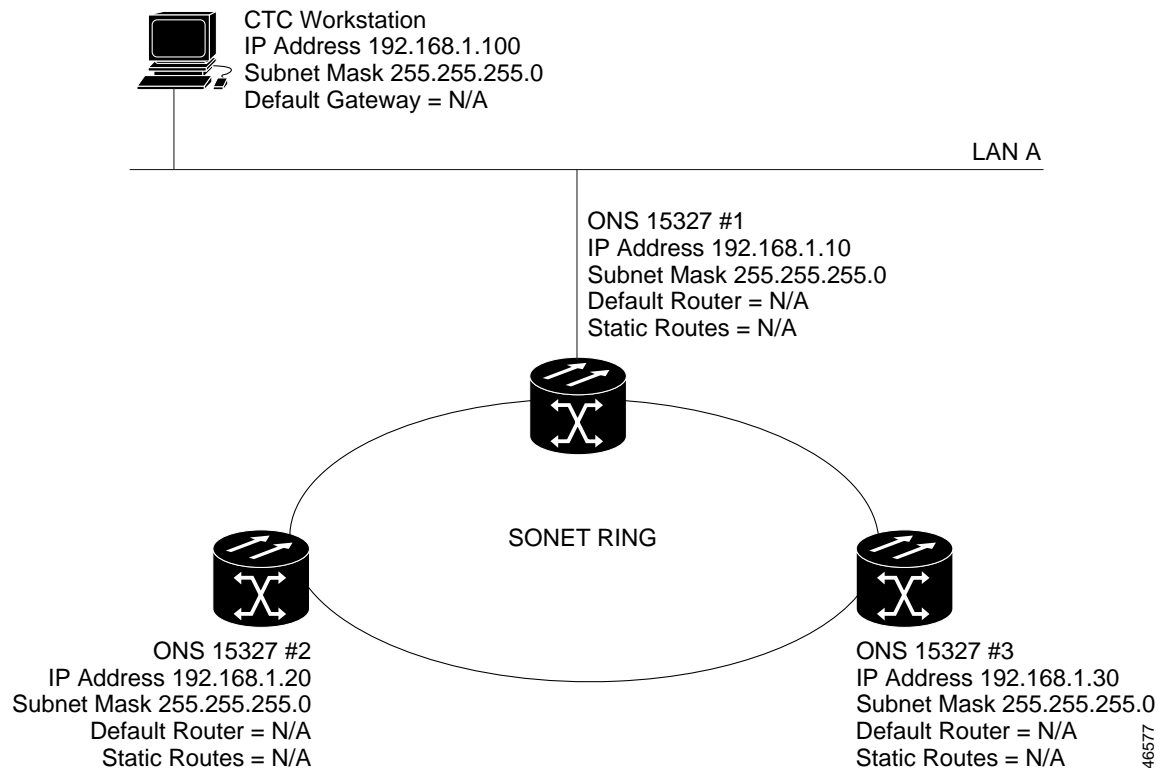 CTC Workstation
IP Address 192.168.1.100
Subnet Mask 255.255.255.0
Default Gateway = N/A
LAN A
ONS 15327 #1
IP Address 192.168.1.10
Subnet Mask 255.255.255.0
Default Router = N/A
Static Routes = N/A
SONET RING
ONS 15327 #2
IP Address 192.168.1.20
Subnet Mask 255.255.255.0
Default Router = N/A
Static Routes = N/A
ONS 15327 #3
IP Address 192.168.1.30
Subnet Mask 255.255.255.0
Default Router = N/A
Static Routes = N/A
46577